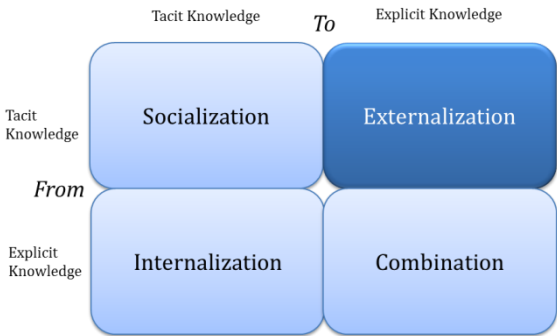 Tacit Knowledge
To
Explicit Knowledge
Tacit
Knowledge
Socialization
Externalization
From
Explicit
Knowledge
Internalization
Combination